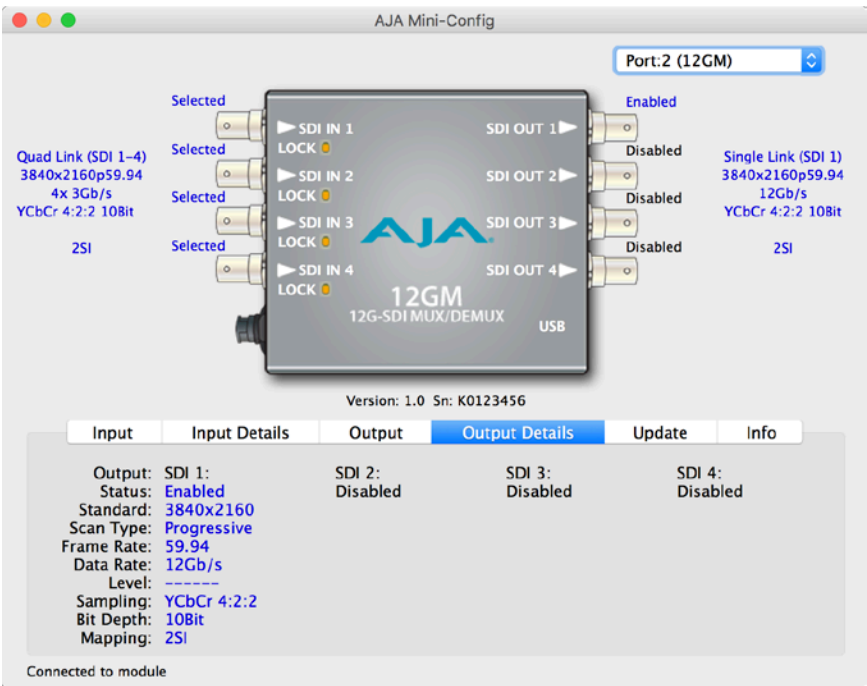 AJA Mini-Config
Port:2 (12GM)
Selected
Selected
Selected
Selected
Quad Link (SDI 1-4)
3840x2160p59.94
4x 3Gb/s
YCbCr 4:2:2 10Bit
2SI
SDI IN 1
LOCK
SDI IN 2
LOCK
SDI IN 3
LOCK
SDI IN 4
LOCK
SDI OUT 1
SDI OUT 2
SDI OUT 3
SDI OUT 4
AJA
12GM
12G-SDI MUX/DEMUX
USB
Enabled
Disabled
Disabled
Disabled
Single Link (SDI 1)
3840x2160p59.94
12Gb/s
YCbCr 4:2:2 10Bit
2SI
Version: 1.0 Sn: K0123456
Input Input Details Output Output Details Update Info
Output: SDI 1: SDI 2: SDI 3: SDI 4:
Status: Enabled Disabled Disabled Disabled
Standard: 3840x2160
Scan Type: Progressive
Frame Rate: 59.94
Data Rate: 12Gb/s
Level: ------
Sampling: YCbCr 4:2:2
Bit Depth: 10Bit
Mapping: 2SI
Connected to module